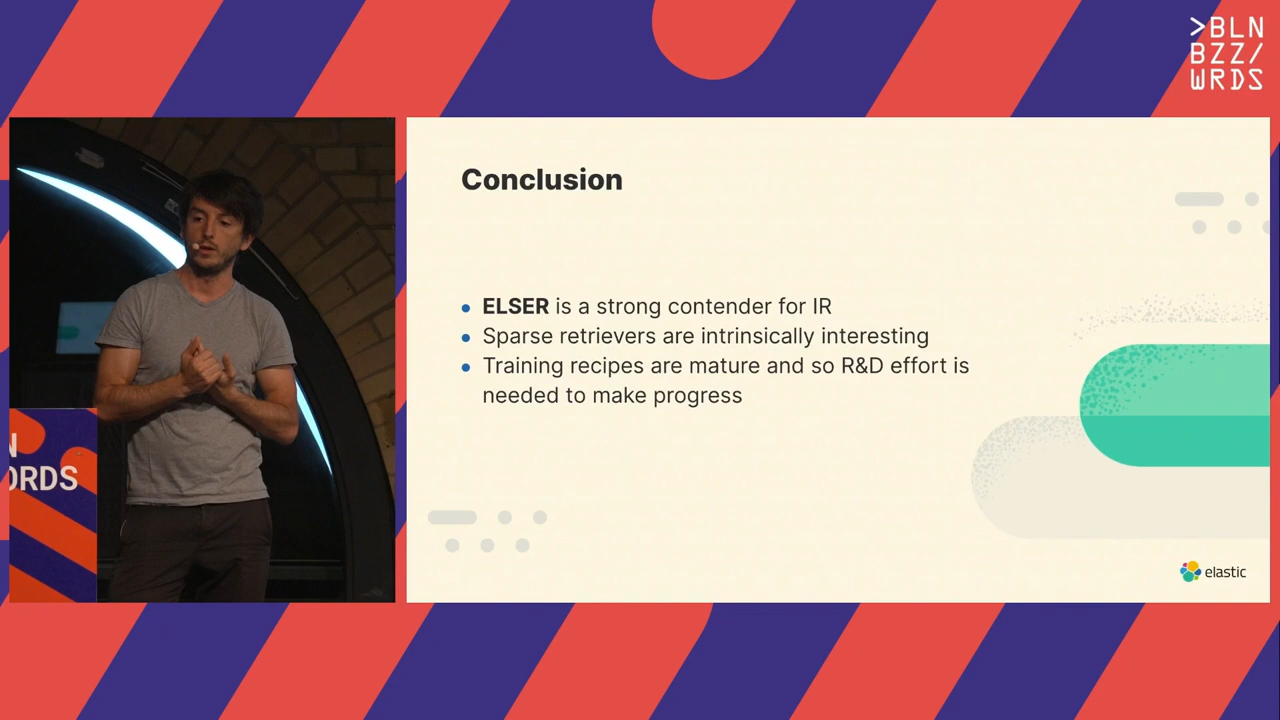 >BLN
BZZ/
WRDS
Conclusion
ELSER is a strong contender for IR
Sparse retrievers are intrinsically interesting
Training recipes are mature and so R&D effort is
needed to make progress
N
ORDS
elastic